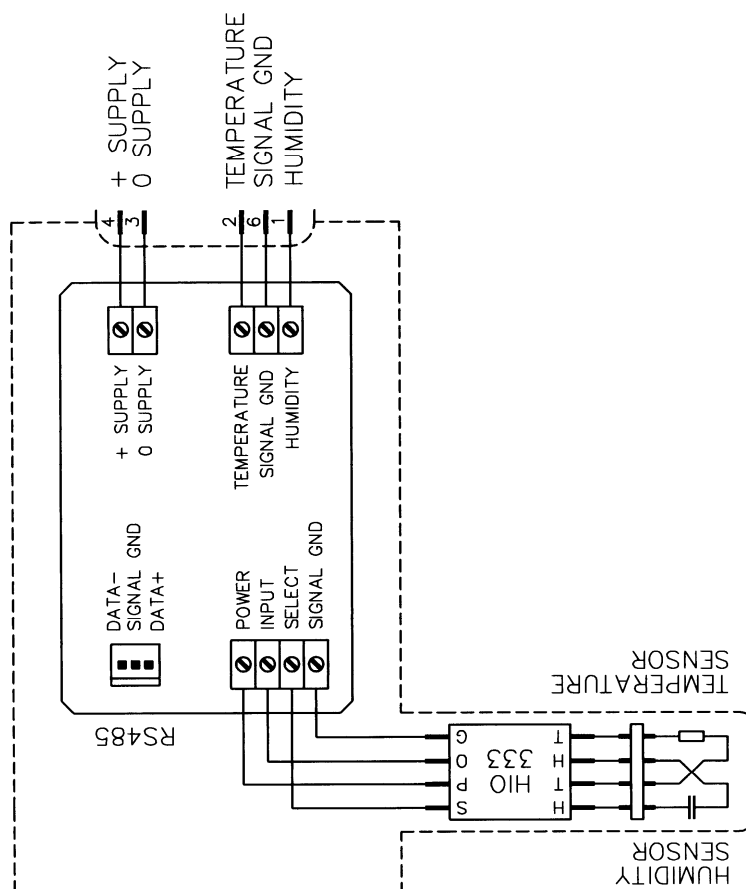 + SUPPLY
0 SUPPLY
TEMPERATURE
SIGNAL GND
HUMIDITY
4
3
2
6
1
+ SUPPLY
0 SUPPLY
TEMPERATURE
SIGNAL GND
HUMIDITY
DATA-
SIGNAL GND
DATA+
POWER
INPUT
SELECT
SIGNAL GND
RS485
TEMPERATURE
SENSOR
G
O
P
S
HIO
333
T
H
T
H
HUMIDITY
SENSOR